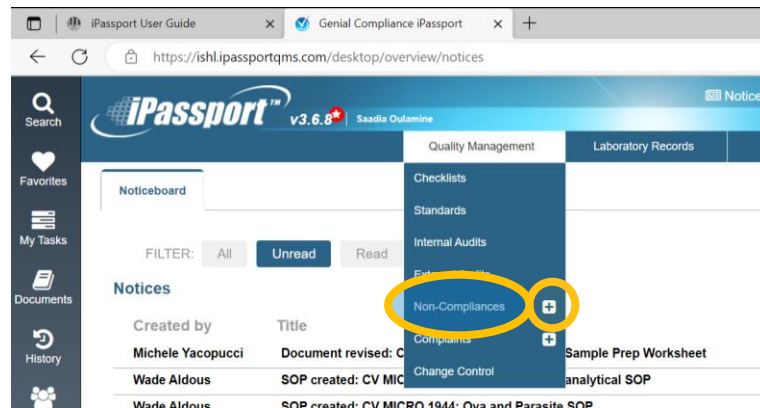 iPassport User Guide
Genial Compliance iPassport
https://ishl.ipassportqms.com/desktop/overview/notices
Search
iPassport™ v3.6.8 Saadia Oulamine
Notice
Quality Management
Laboratory Records
Favorites
Noticeboard
Checklists
Standards
My Tasks
FILTER: All Unread Read
Internal Audits
External Audits
Documents
Notices
Non-Compliances
Created by Title
Complaints
History
Michele Yacopucci Document revised: C Sample Prep Worksheet
Change Control
Wade Aldous SOP created: CV MIC analytical SOP
Wade Aldous SOP created: CV MICRO 1944: Ova and Parasite SOP